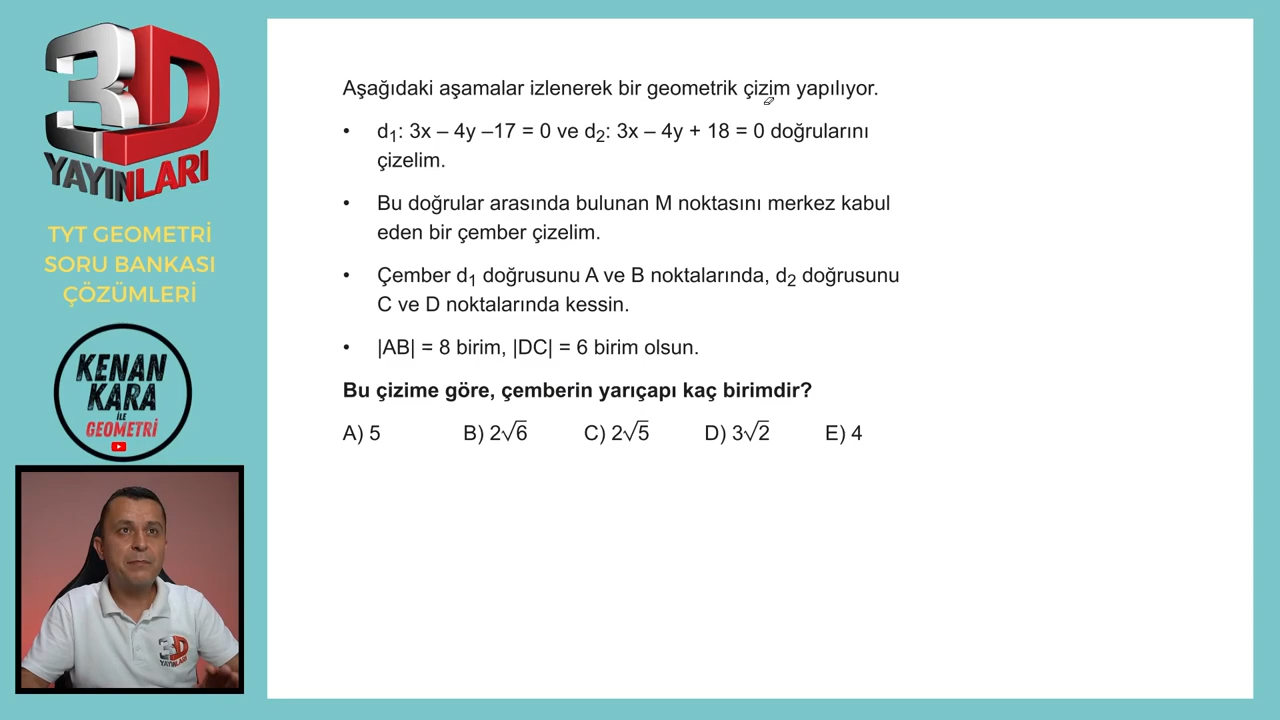 3D
YAYINLARI
TYT GEOMETRİ
SORU BANKASI
ÇÖZÜMLERİ
KENAN
KARA
İLE
GEOMETRİ
3D
YAYINLARI
Aşağıdaki aşamalar izlenerek bir geometrik çizim yapılıyor.
• d₁: 3x – 4y –17 = 0 ve d₂: 3x – 4y + 18 = 0 doğrularını
çizelim.
• Bu doğrular arasında bulunan M noktasını merkez kabul
eden bir çember çizelim.
• Çember d₁ doğrusunu A ve B noktalarında, d₂ doğrusunu
C ve D noktalarında kessin.
• |AB| = 8 birim, |DC| = 6 birim olsun.
Bu çizime göre, çemberin yarıçapı kaç birimdir?
A) 5 B) 2√6 C) 2√5 D) 3√2 E) 4